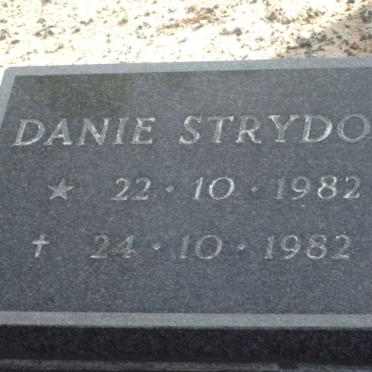 DANIE STRYDO
★ 22 · 10 · 1982
✝ 24 · 10 · 1982